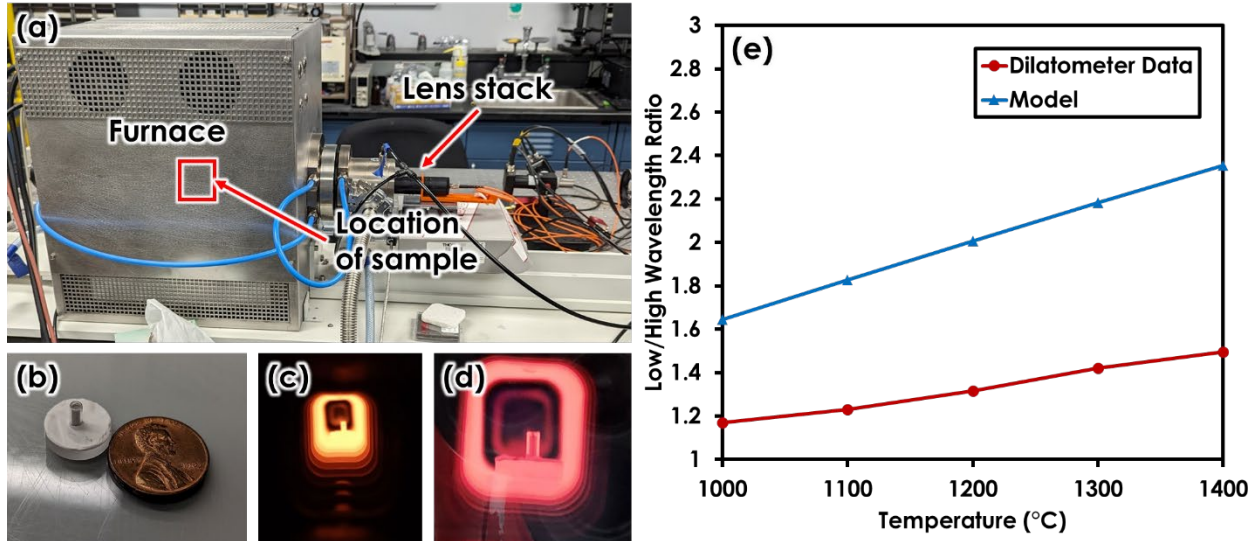 (a)
Lens stack
Furnace
Location
of sample
(b)
(c)
(d)
(e)
Dilatometer Data
Model
Low/High Wavelength Ratio
3
2.8
2.6
2.4
2.2
2
1.8
1.6
1.4
1.2
1
1000
1100
1200
1300
1400
Temperature (°C)